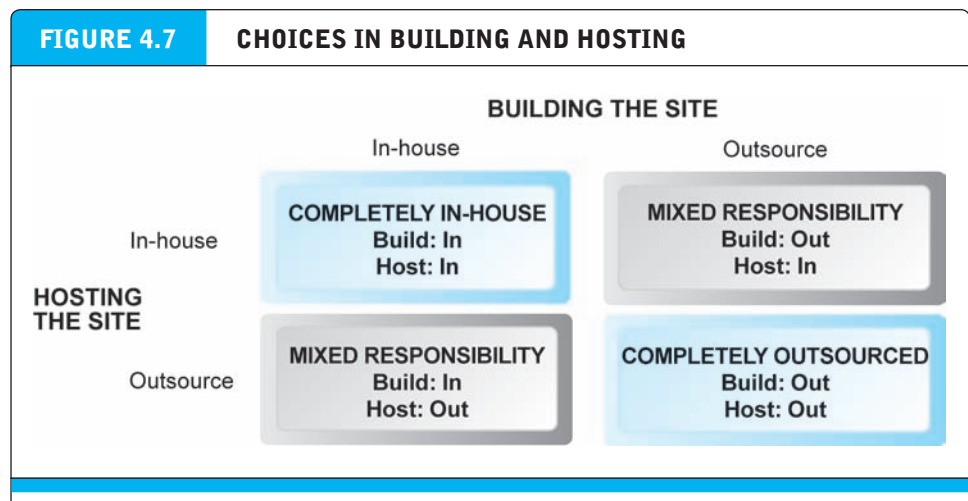 FIGURE 4.7 CHOICES IN BUILDING AND HOSTING
BUILDING THE SITE
In-house Outsource
HOSTING
THE SITE
In-house
COMPLETELY IN-HOUSE
Build: In
Host: In
MIXED RESPONSIBILITY
Build: Out
Host: In
Outsource
MIXED RESPONSIBILITY
Build: In
Host: Out
COMPLETELY OUTSOURCED
Build: Out
Host: Out